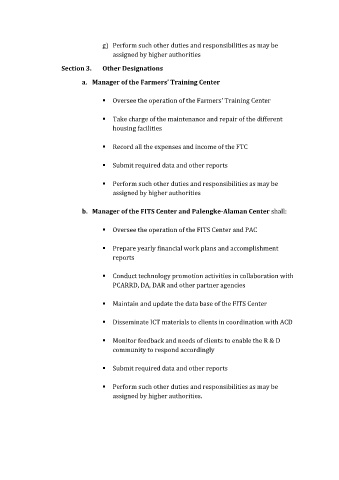 g) Perform such other duties and responsibilities as may be
assigned by higher authorities
Section 3. Other Designations
a. Manager of the Farmers' Training Center
▪ Oversee the operation of the Farmers' Training Center
▪ Take charge of the maintenance and repair of the different
housing facilities
▪ Record all the expenses and income of the FTC
▪ Submit required data and other reports
▪ Perform such other duties and responsibilities as may be
assigned by higher authorities
b. Manager of the FITS Center and Palengke-Alaman Center shall:
▪ Oversee the operation of the FITS Center and PAC
▪ Prepare yearly financial work plans and accomplishment
reports
▪ Conduct technology promotion activities in collaboration with
PCARRD, DA, DAR and other partner agencies
▪ Maintain and update the data base of the FITS Center
▪ Disseminate ICT materials to clients in coordination with ACD
▪ Monitor feedback and needs of clients to enable the R & D
community to respond accordingly
▪ Submit required data and other reports
▪ Perform such other duties and responsibilities as may be
assigned by higher authorities.